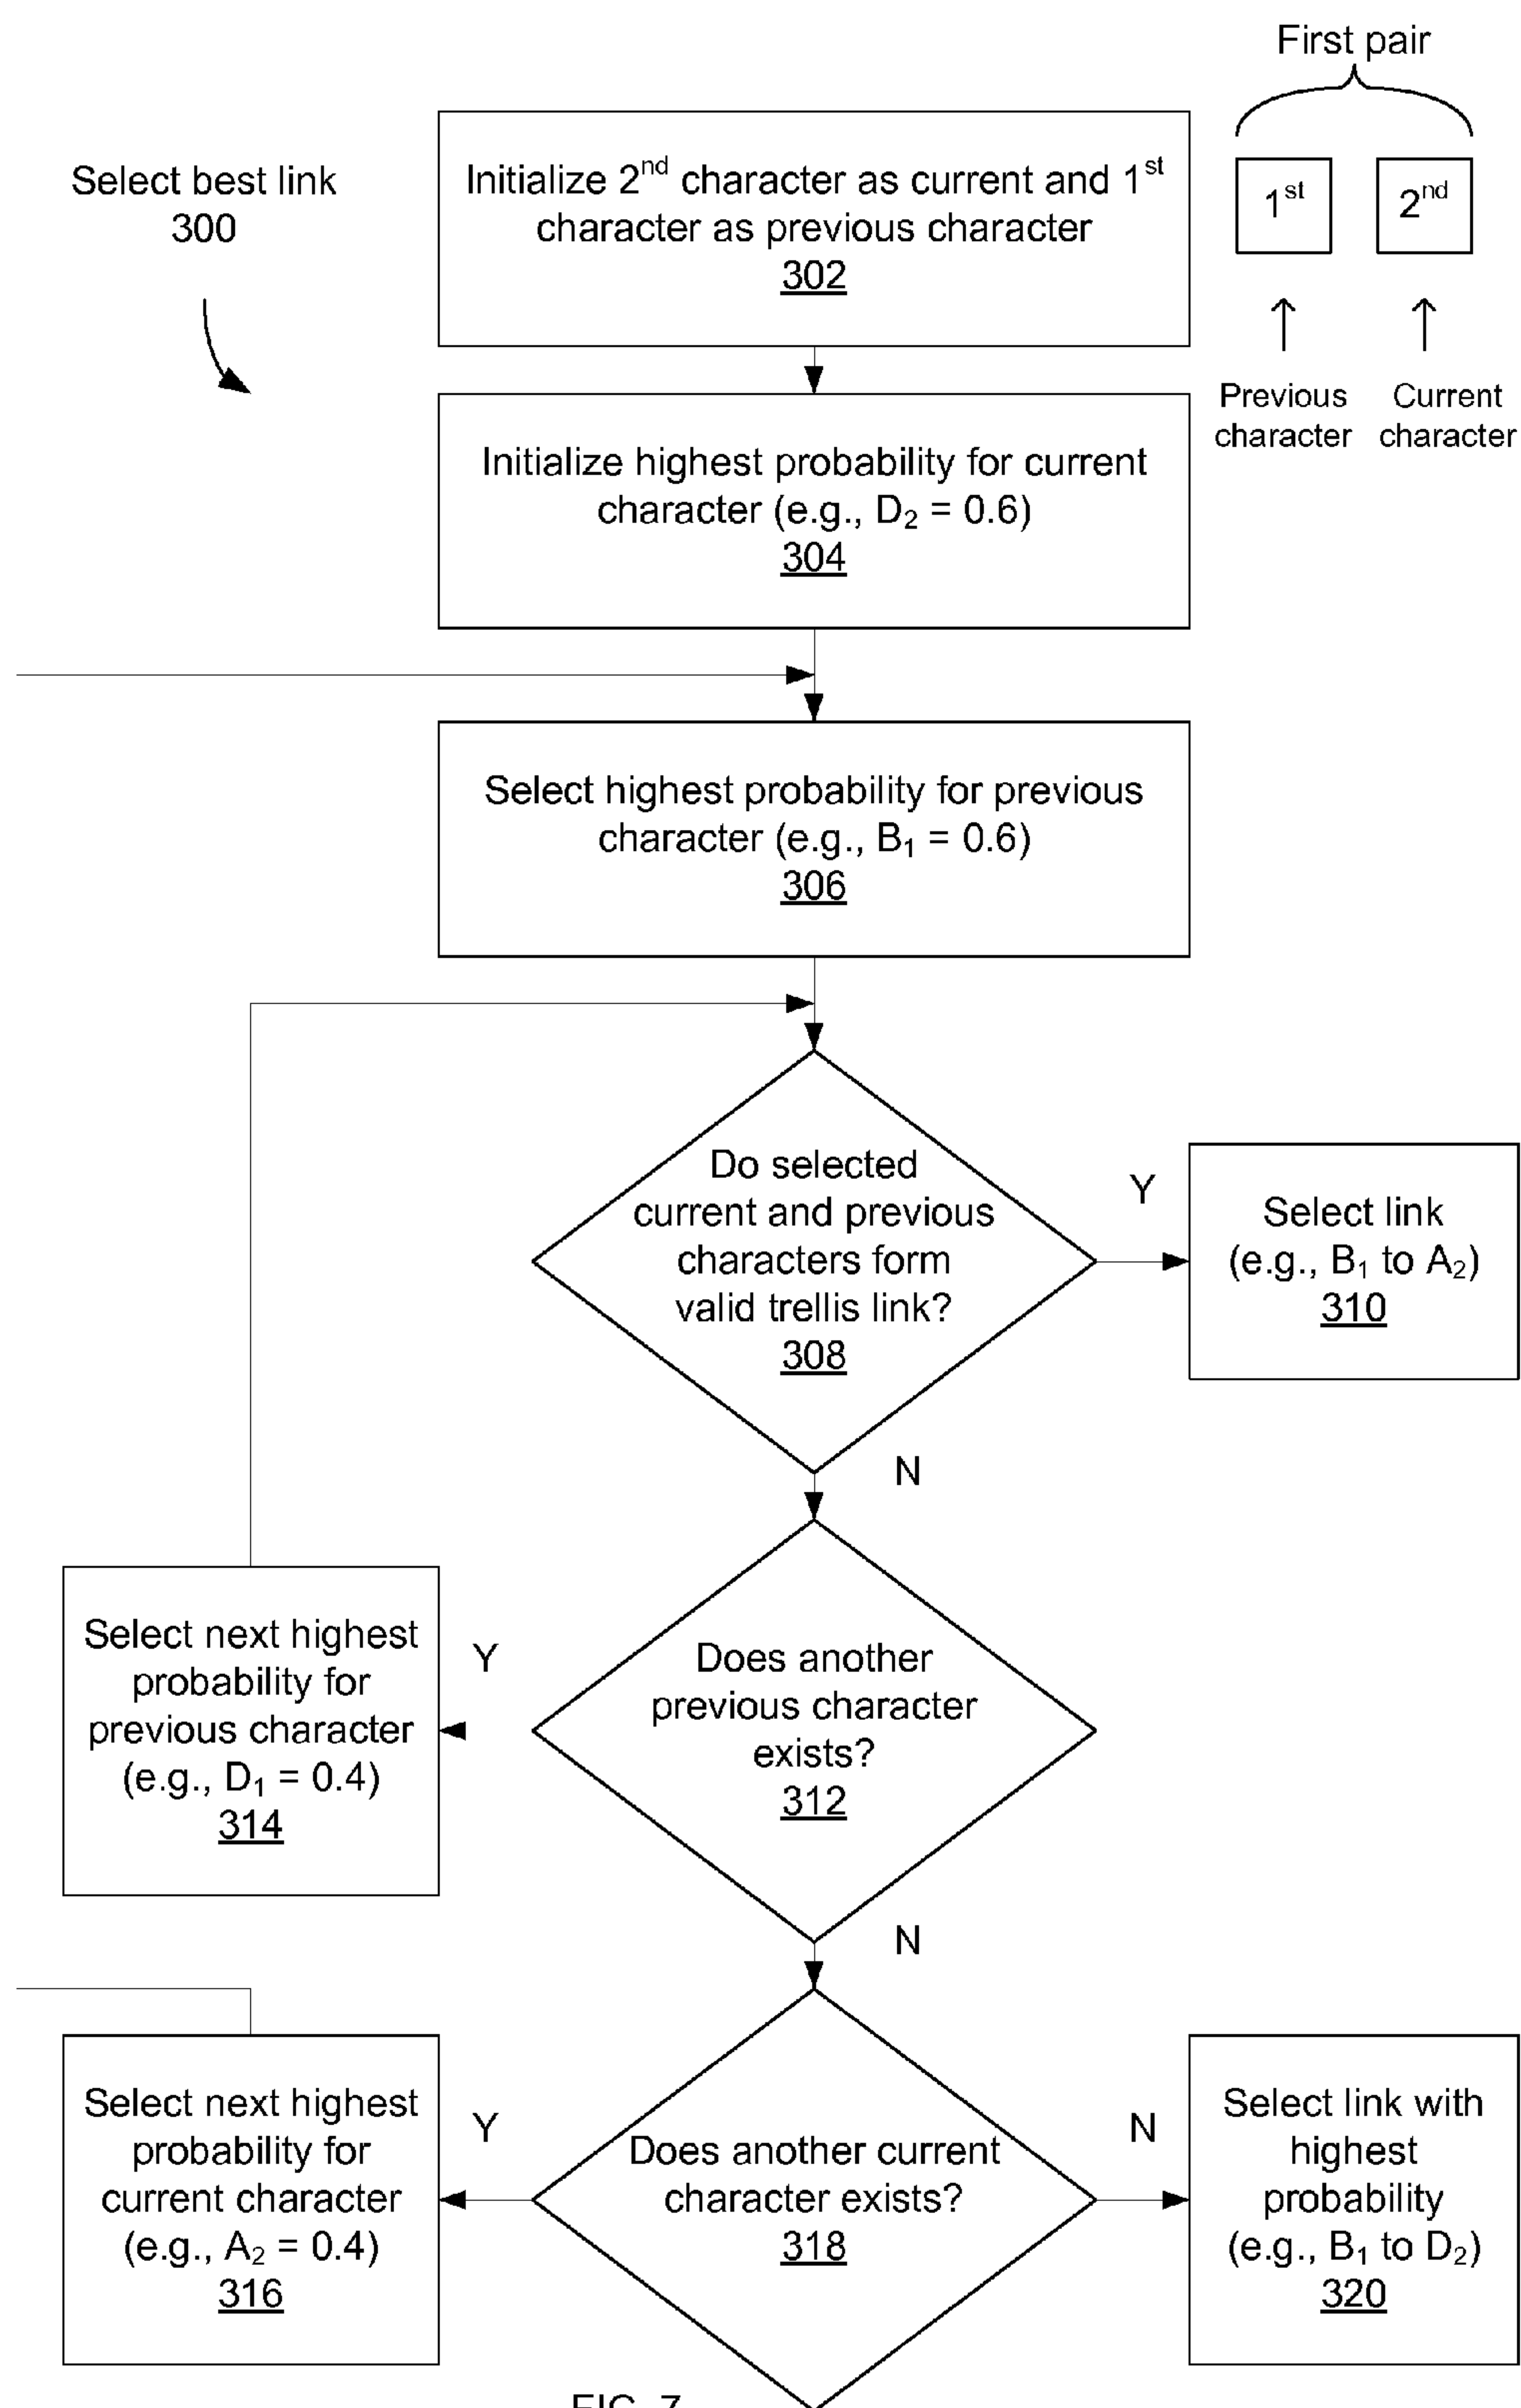 First pair
Select best link
300
Initialize 2nd character as current and 1st
character as previous character
302
1st
2nd
Previous
character
Current
character
Initialize highest probability for current
character (e.g., D2 = 0.6)
304
Select highest probability for previous
character (e.g., B1 = 0.6)
306
Do selected
current and previous
characters form
valid trellis link?
308
Y
Select link
(e.g., B1 to A2)
310
N
Does another
previous character
exists?
312
Y
Select next highest
probability for
previous character
(e.g., D1 = 0.4)
314
N
Does another current
character exists?
318
Y
Select next highest
probability for
current character
(e.g., A2 = 0.4)
316
N
Select link with
highest
probability
(e.g., B1 to D2)
320
FIG. 7